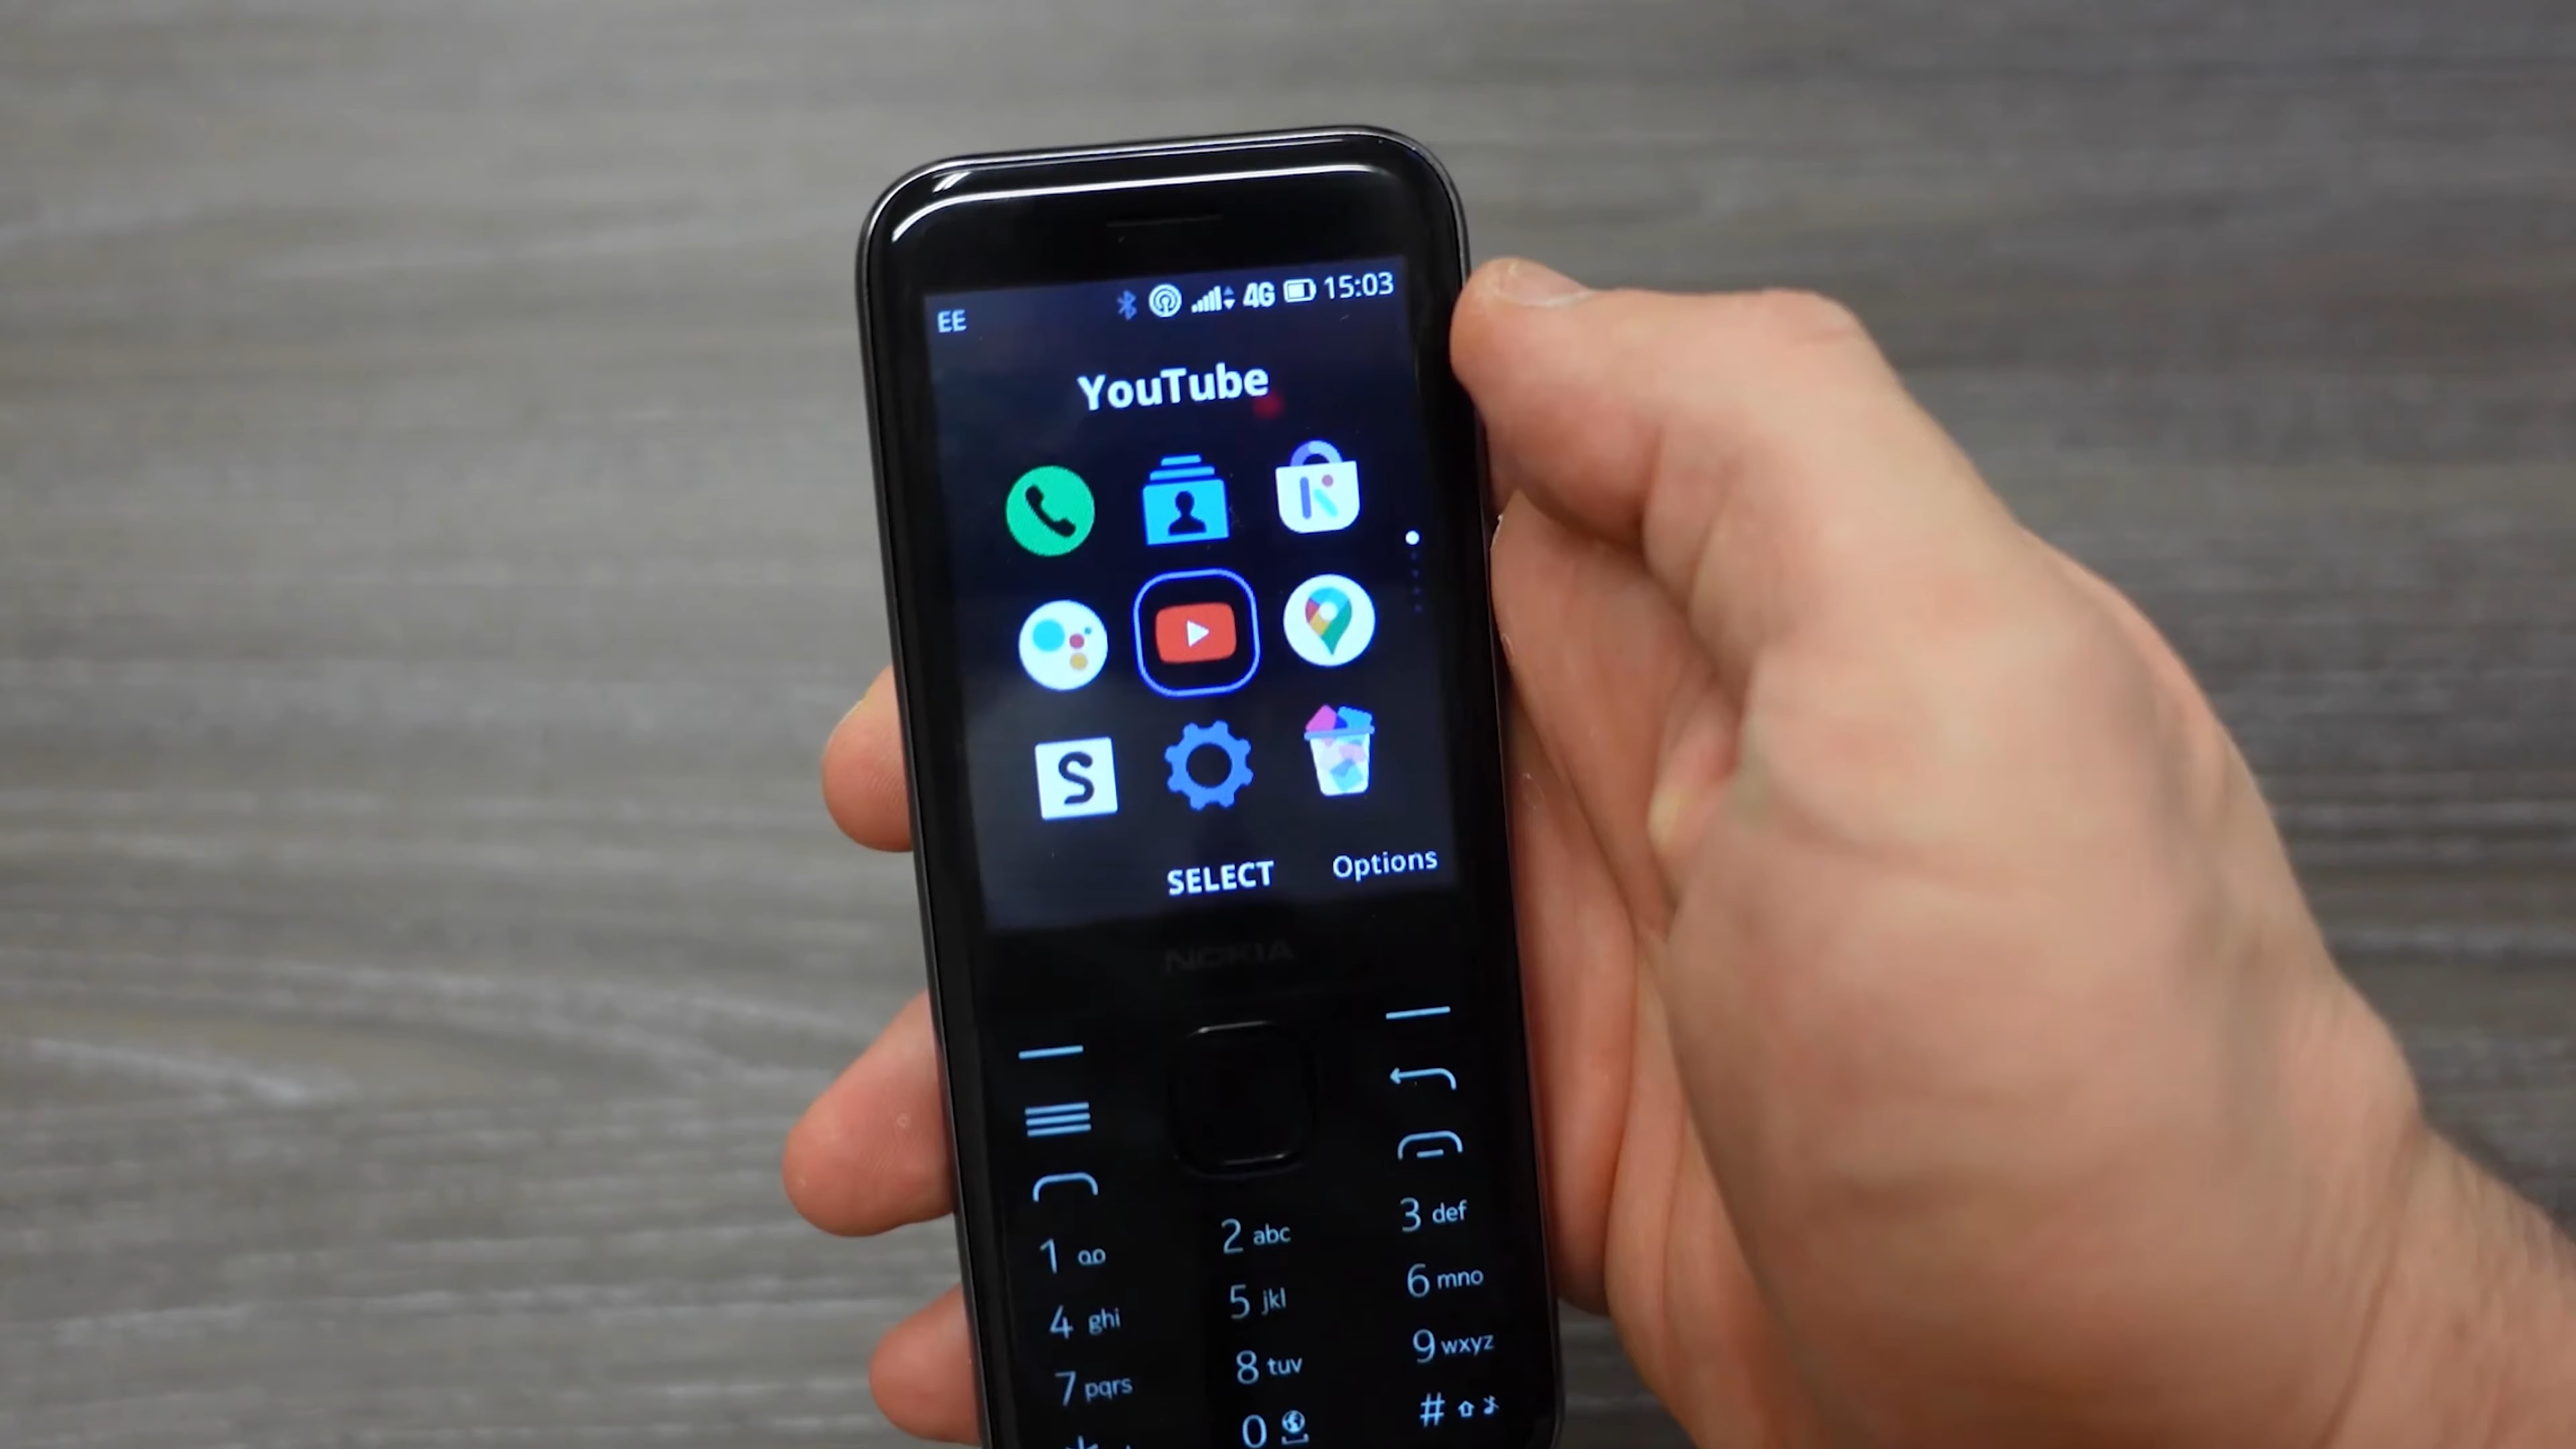 EE 4G 15:03
YouTube
S
SELECT Options
NOKIA
1 2 abc 3 def
4 ghi 5 jkl 6 mno
7 pqrs 8 tuv 9 wxyz
0 #